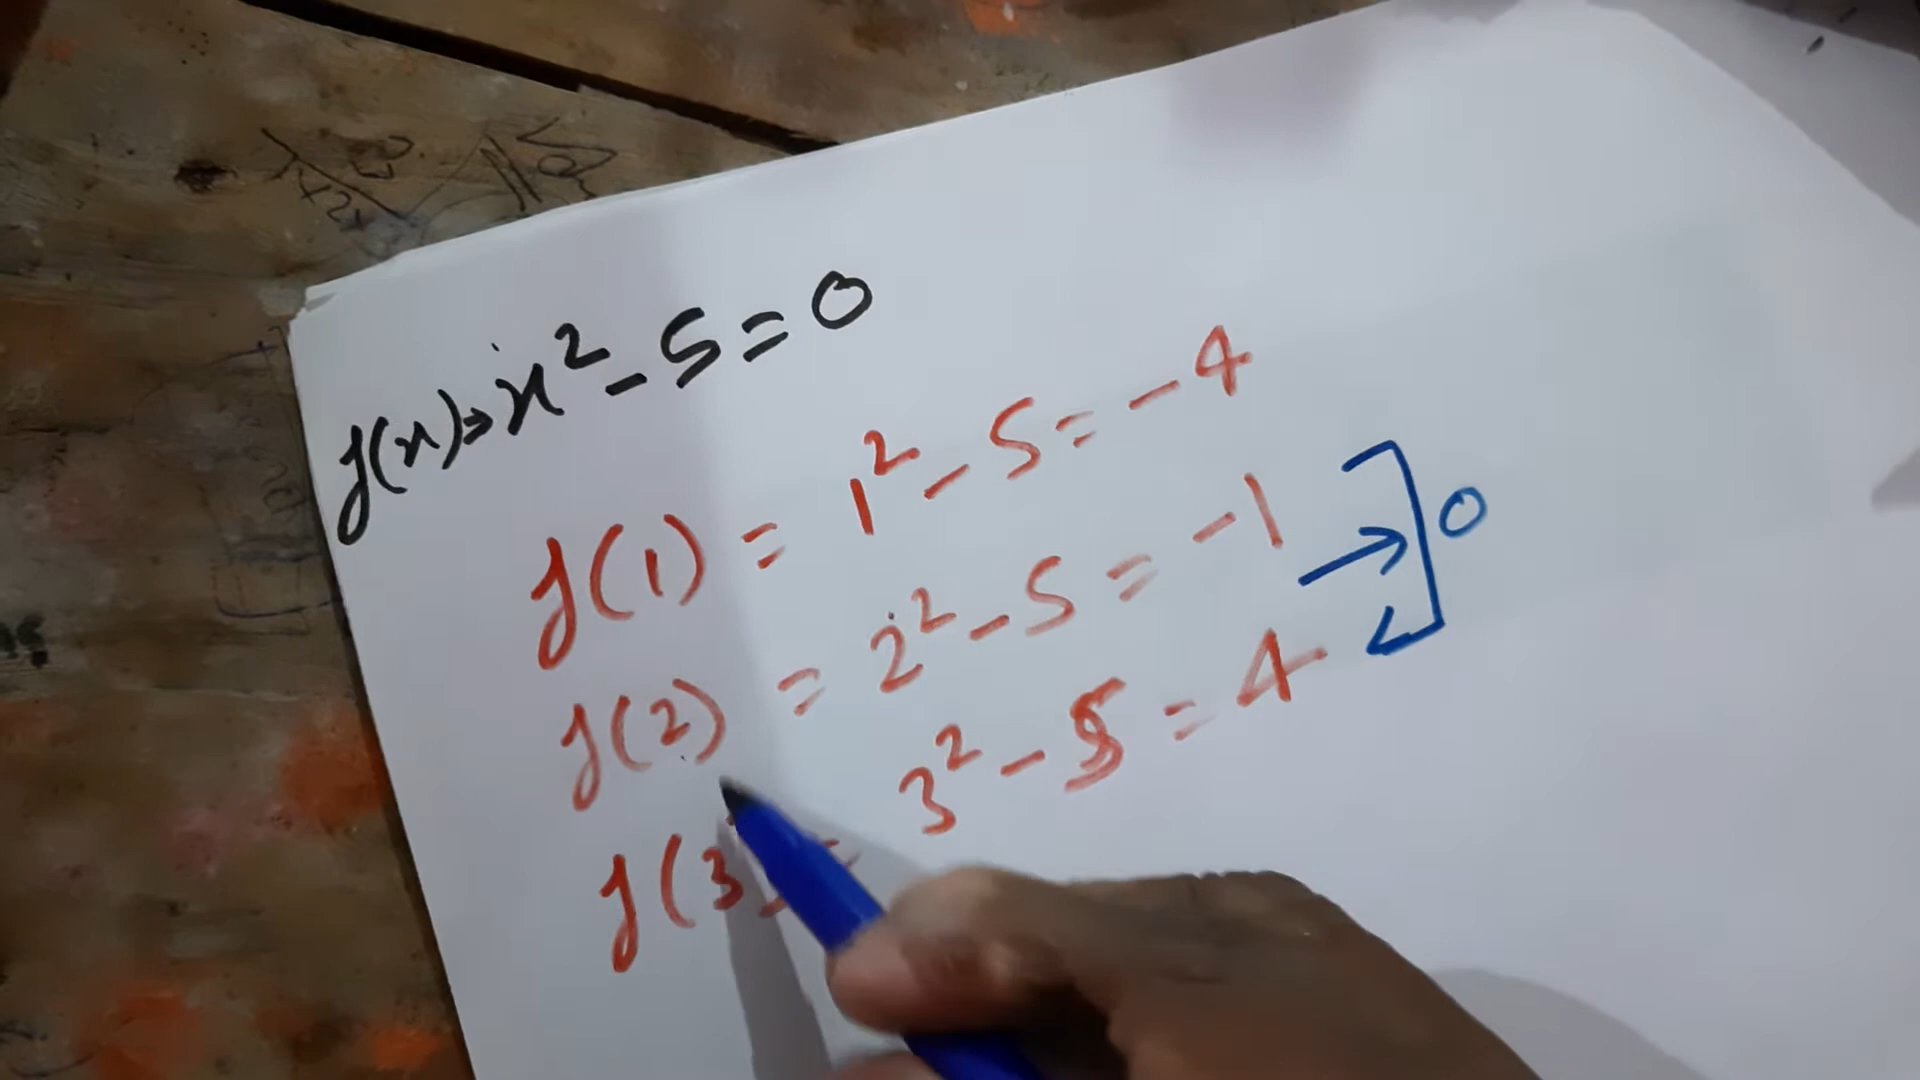 f(x)=x²-5=0
f(1) = 1²-5=-4
f(2) = 2²-5=-1 → ] 0
f(3) = 3²-5=4